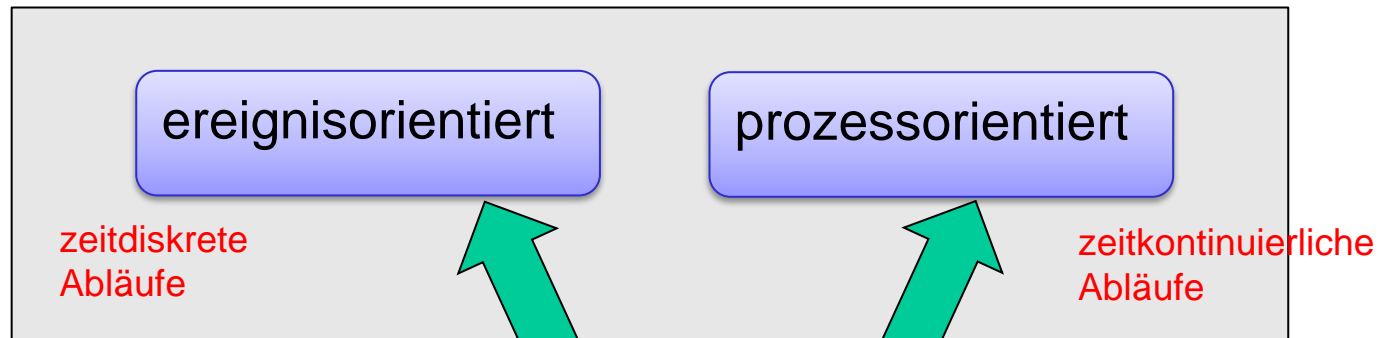 ereignisorientiert
prozessorientiert
zeitdiskrete
Abläufe
zeitkontinuierliche
Abläufe